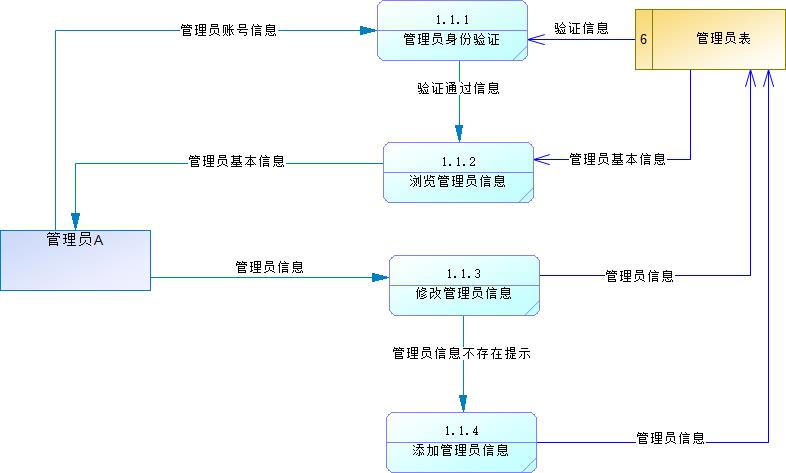 1.1.1
管理员账号信息
管理员身份验证
验证信息
6
管理员表
验证通过信息
1.1.2
管理员基本信息
浏览管理员信息
管理员基本信息
管理员A
管理员信息
1.1.3
修改管理员信息
管理员信息
管理员信息不存在提示
1.1.4
添加管理员信息
管理员信息